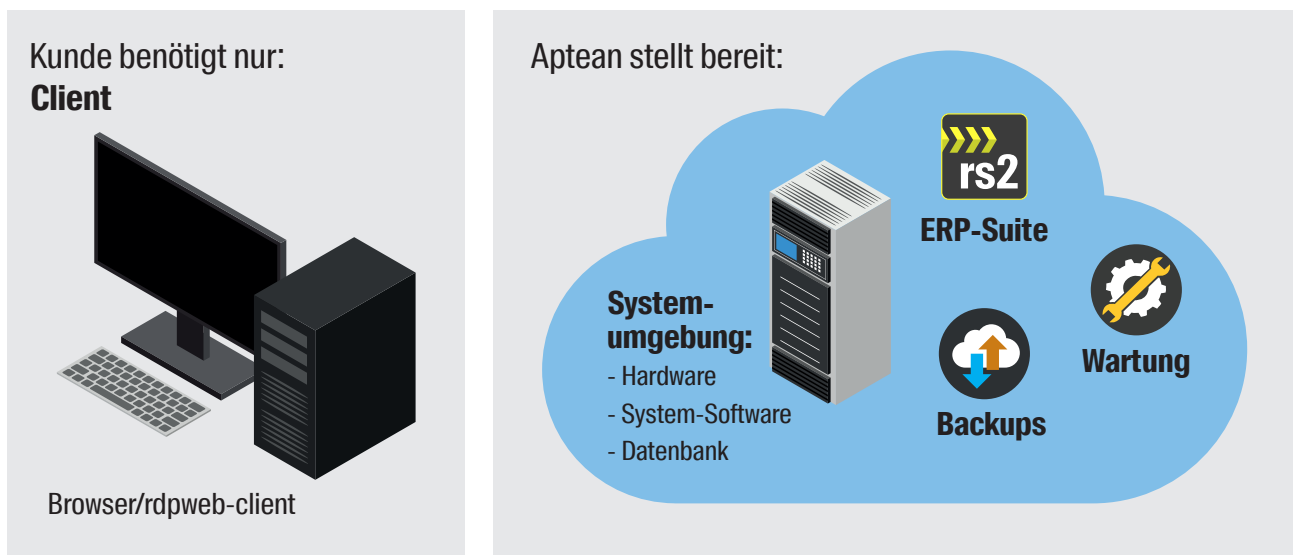 Kunde benötigt nur:
Client
Browser/rdpweb-client
Aptean stellt bereit:
rs2
ERP-Suite
System-
umgebung:
- Hardware
- System-Software
- Datenbank
Backups
Wartung